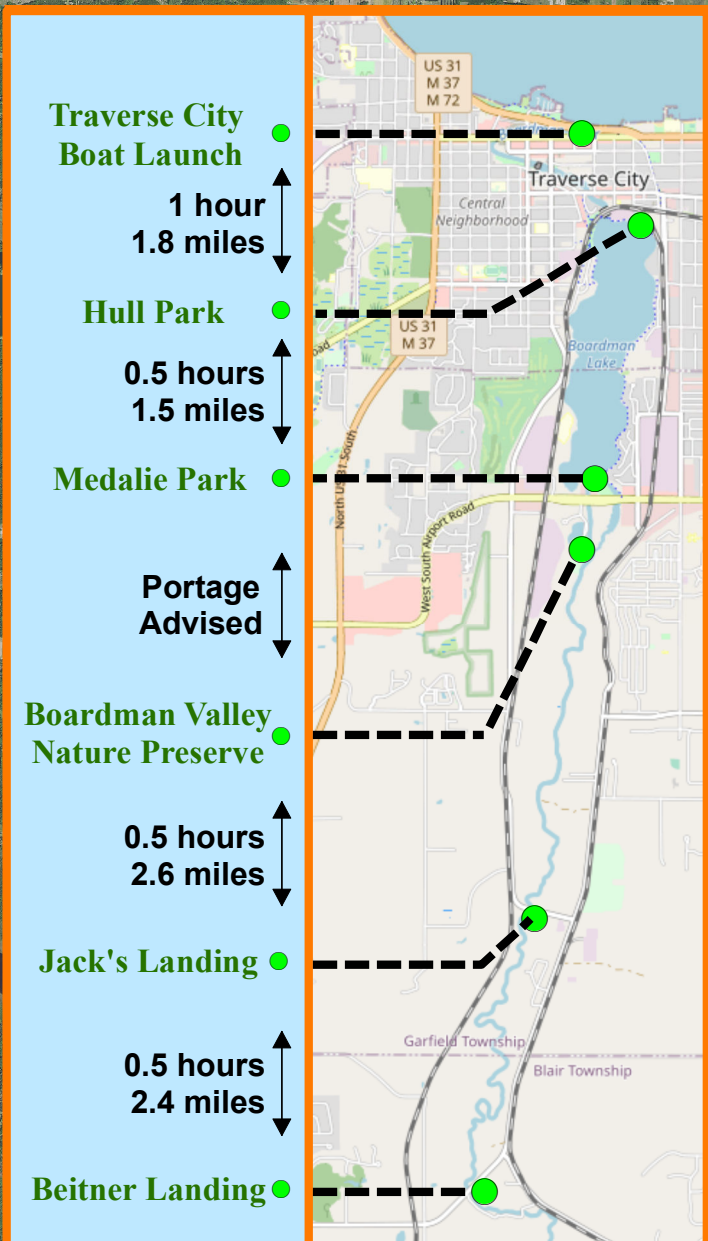 Traverse City
Boat Launch
1 hour
1.8 miles
Hull Park
0.5 hours
1.5 miles
Medalie Park
Portage
Advised
Boardman Valley
Nature Preserve
0.5 hours
2.6 miles
Jack's Landing
0.5 hours
2.4 miles
Beitner Landing
US 31
M 37
M 72
Traverse City
Central
Neighborhood
US 31
M 37
Road
Boardman
Lake
North US 31 South
West South Airport Road
Garfield Township
Blair Township